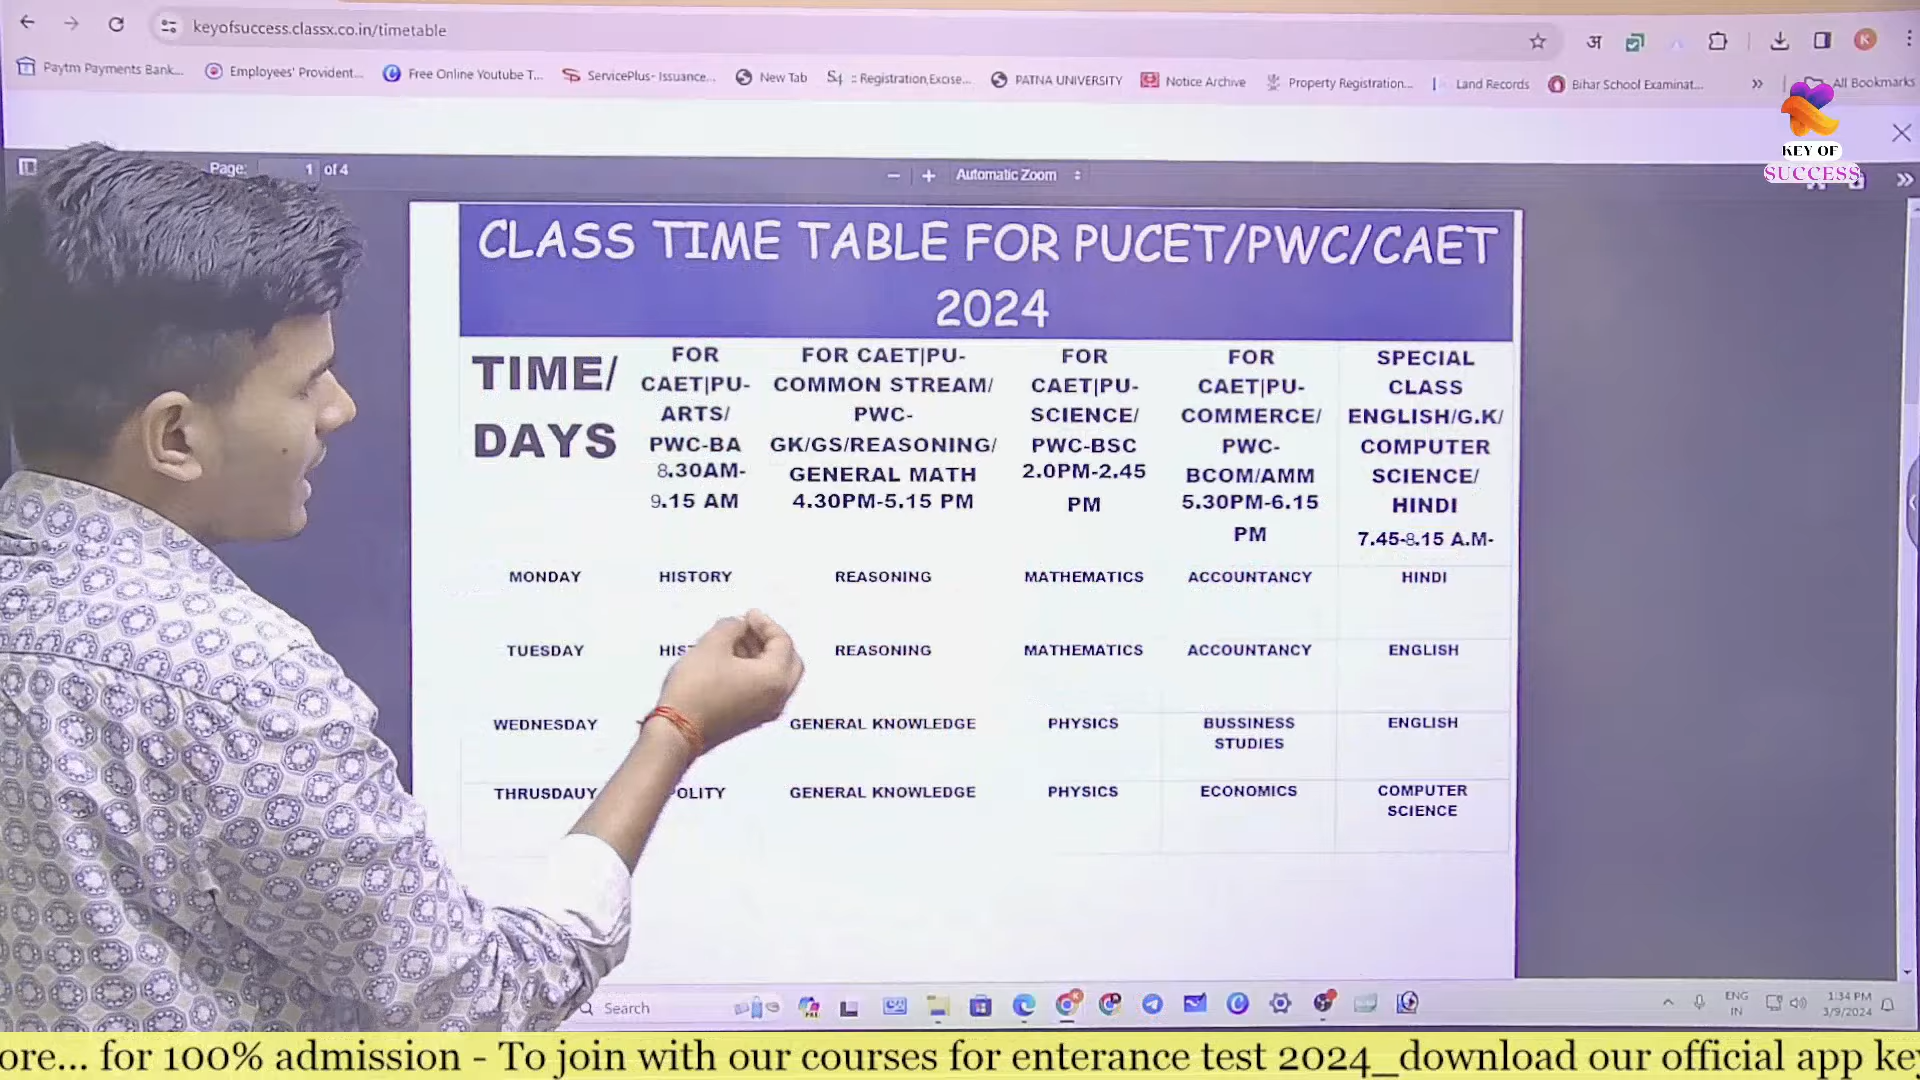 keyofsuccess.classx.co.in/timetable
अ
K
Paytm Payments Bank...
Employees' Provident...
Free Online Youtube T...
ServicePlus- Issuance...
New Tab
:: Registration,Excise...
PATNA UNIVERSITY
Notice Archive
Property Registration...
Land Records
Bihar School Examinat...
All Bookmarks
KEY OF
SUCCESS
Page: 1 of 4
Automatic Zoom
CLASS TIME TABLE FOR PUCET/PWC/CAET
2024
TIME/
DAYS
FOR
CAET|PU-
ARTS/
PWC-BA
8.30AM-
9.15 AM
FOR CAET|PU-
COMMON STREAM/
PWC-
GK/GS/REASONING/
GENERAL MATH
4.30PM-5.15 PM
FOR
CAET|PU-
SCIENCE/
PWC-BSC
2.0PM-2.45
PM
FOR
CAET|PU-
COMMERCE/
PWC-
BCOM/AMM
5.30PM-6.15
PM
SPECIAL
CLASS
ENGLISH/G.K/
COMPUTER
SCIENCE/
HINDI
7.45-8.15 A.M-
MONDAY HISTORY REASONING MATHEMATICS ACCOUNTANCY HINDI
TUESDAY REASONING MATHEMATICS ACCOUNTANCY ENGLISH
WEDNESDAY GENERAL KNOWLEDGE PHYSICS BUSSINESS STUDIES ENGLISH
THRUSDAUY POLITY GENERAL KNOWLEDGE PHYSICS ECONOMICS COMPUTER SCIENCE
Search
ENG
IN
1:34 PM
3/9/2024
ore... for 100% admission - To join with our courses for enterance test 2024_download our official app key